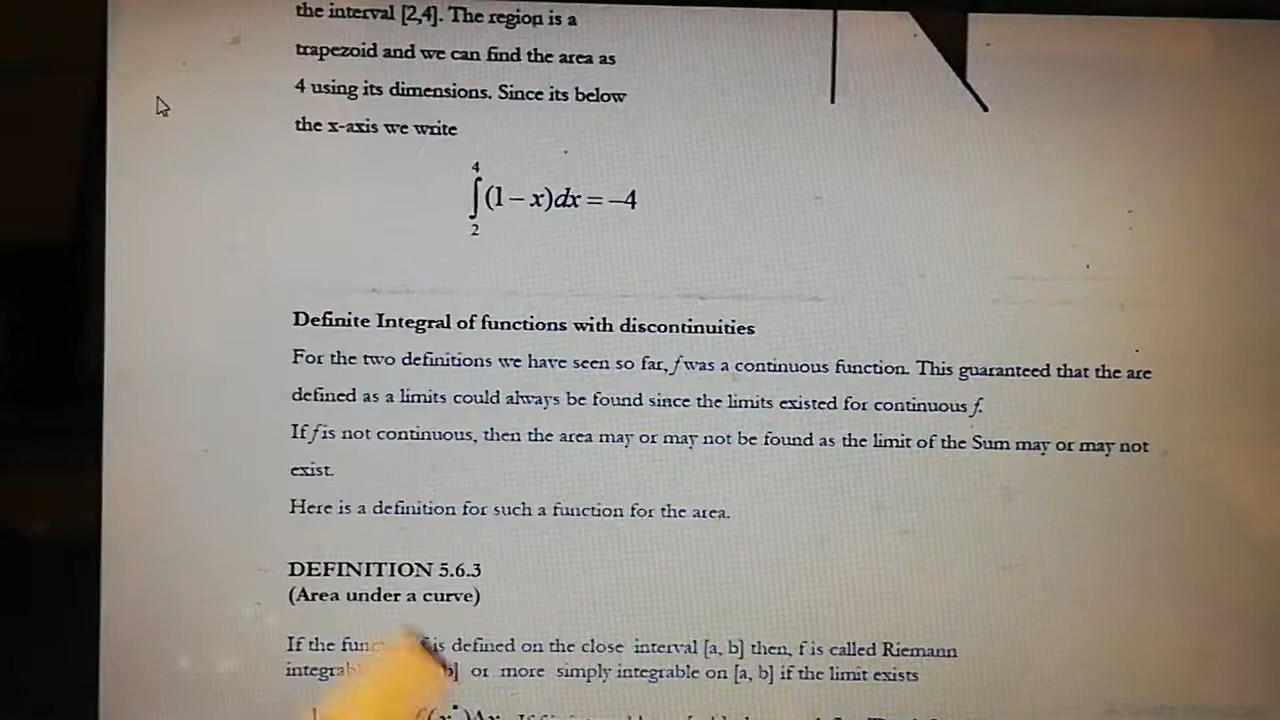 the interval [2,4]. The region is a
trapezoid and we can find the area as
4 using its dimensions. Since its below
the x-axis we write
∫₂⁴(1 – x)dx = –4
Definite Integral of functions with discontinuities
For the two definitions we have seen so far, f was a continuous function. This guaranteed that the are
defined as a limits could always be found since the limits existed for continuous f.
If f is not continuous, then the area may or may not be found as the limit of the Sum may or may not
exist.
Here is a definition for such a function for the area.
DEFINITION 5.6.3
(Area under a curve)
If the is defined on the close interval [a, b] then, f is called Riemann
b] or more simply integrable on [a, b] if the limit exists